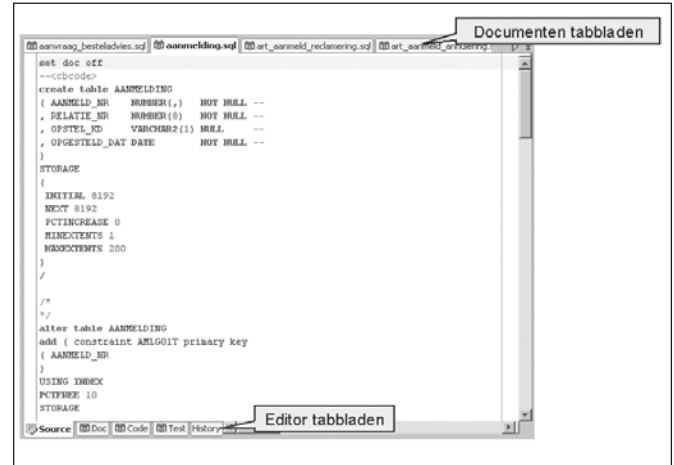 Documenten tabbladen
aanvraag_besteladvies.sql aanmelding.sql art_aanmeld_reclamering.sql art_aanmeld_annulering.
set doc off
--<cbcode>
create table AANMELDING
( AANMELD_NR NUMBER(,) NOT NULL --
, RELATIE_NR NUMBER(8) NOT NULL --
, OPSTEL_KD VARCHAR2(1) NULL --
, OPGESTELD_DAT DATE NOT NULL --
)
STORAGE
(
INITIAL 8192
NEXT 8192
PCTINCREASE 0
MINEXTENTS 1
MAXEXTENTS 200
)
/
/*
*/
alter table AANMELDING
add ( constraint AMLG01T primary key
( AANMELD_NR
)
USING INDEX
PCTFREE 10
STORAGE
Editor tabbladen
Source Doc Code Test History